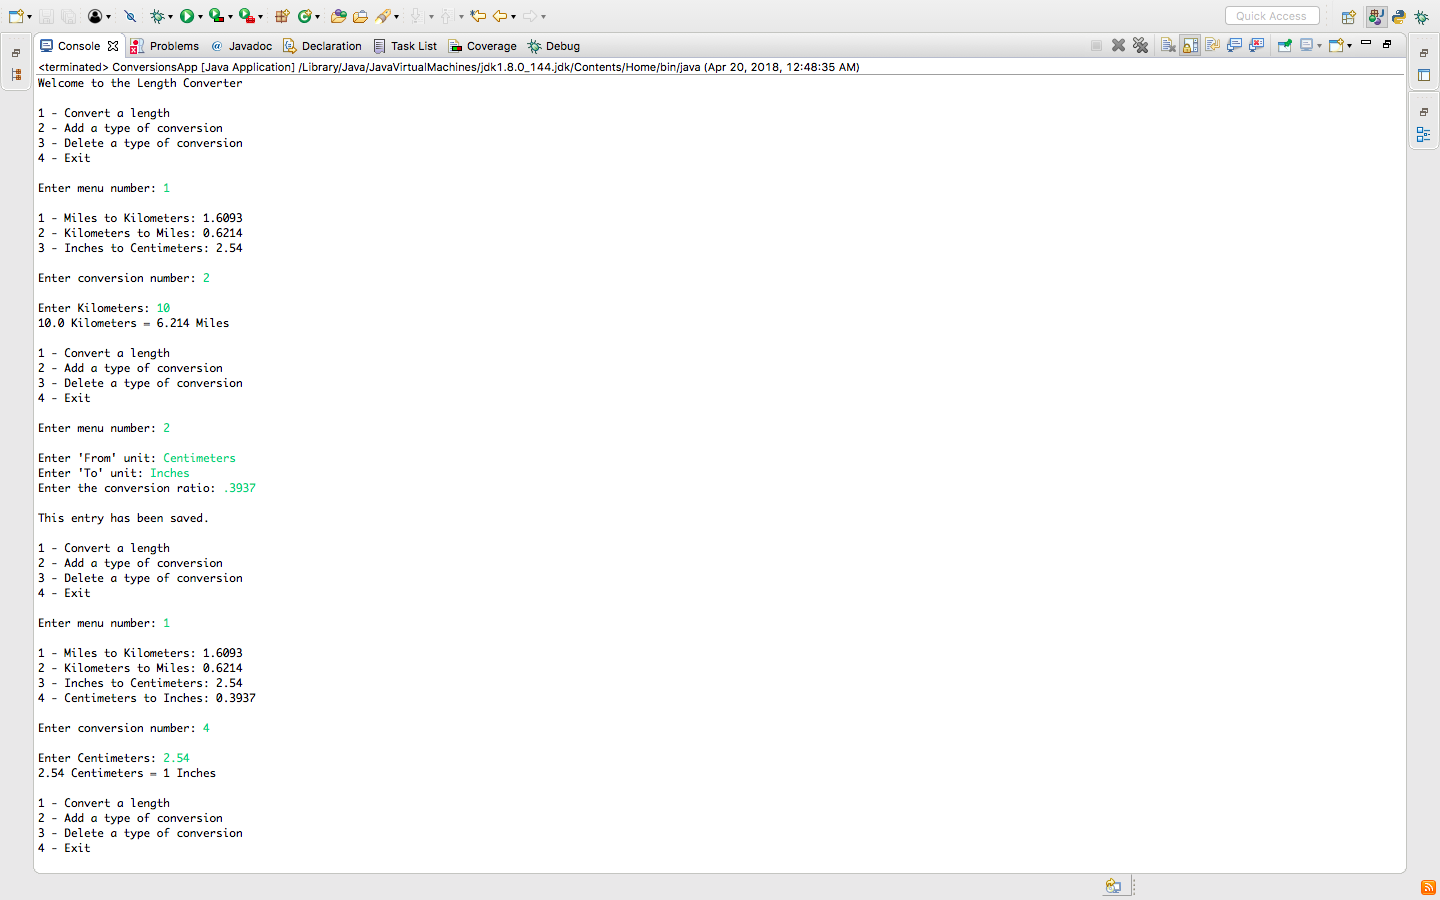 Quick Access
Console Problems @ Javadoc Declaration Task List Coverage Debug
<terminated> ConversionsApp [Java Application] /Library/Java/JavaVirtualMachines/jdk1.8.0_144.jdk/Contents/Home/bin/java (Apr 20, 2018, 12:48:35 AM)
Welcome to the Length Converter
1 - Convert a length
2 - Add a type of conversion
3 - Delete a type of conversion
4 - Exit
Enter menu number: 1
1 - Miles to Kilometers: 1.6093
2 - Kilometers to Miles: 0.6214
3 - Inches to Centimeters: 2.54
Enter conversion number: 2
Enter Kilometers: 10
10.0 Kilometers = 6.214 Miles
1 - Convert a length
2 - Add a type of conversion
3 - Delete a type of conversion
4 - Exit
Enter menu number: 2
Enter 'From' unit: Centimeters
Enter 'To' unit: Inches
Enter the conversion ratio: .3937
This entry has been saved.
1 - Convert a length
2 - Add a type of conversion
3 - Delete a type of conversion
4 - Exit
Enter menu number: 1
1 - Miles to Kilometers: 1.6093
2 - Kilometers to Miles: 0.6214
3 - Inches to Centimeters: 2.54
4 - Centimeters to Inches: 0.3937
Enter conversion number: 4
Enter Centimeters: 2.54
2.54 Centimeters = 1 Inches
1 - Convert a length
2 - Add a type of conversion
3 - Delete a type of conversion
4 - Exit